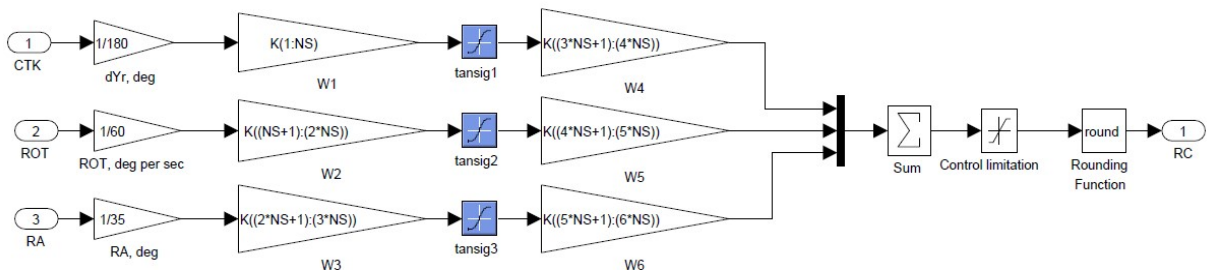 1
CTK
1/180
dYr, deg
K(1:NS)
W1
tansig1
K((3*NS+1):(4*NS))
W4
2
ROT
1/60
ROT, deg per sec
K((NS+1):(2*NS))
W2
tansig2
K((4*NS+1):(5*NS))
W5
3
RA
1/35
RA, deg
K((2*NS+1):(3*NS))
W3
tansig3
K((5*NS+1):(6*NS))
W6
Σ
Sum
Control limitation
round
Rounding
Function
1
RC